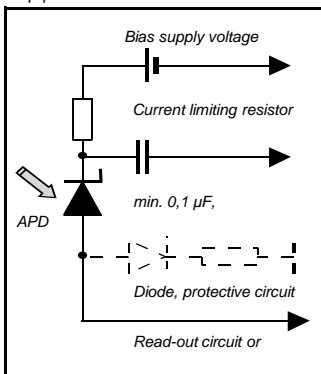 Bias supply voltage
Current limiting resistor
min. 0,1 µF,
APD
Diode, protective circuit
Read-out circuit or